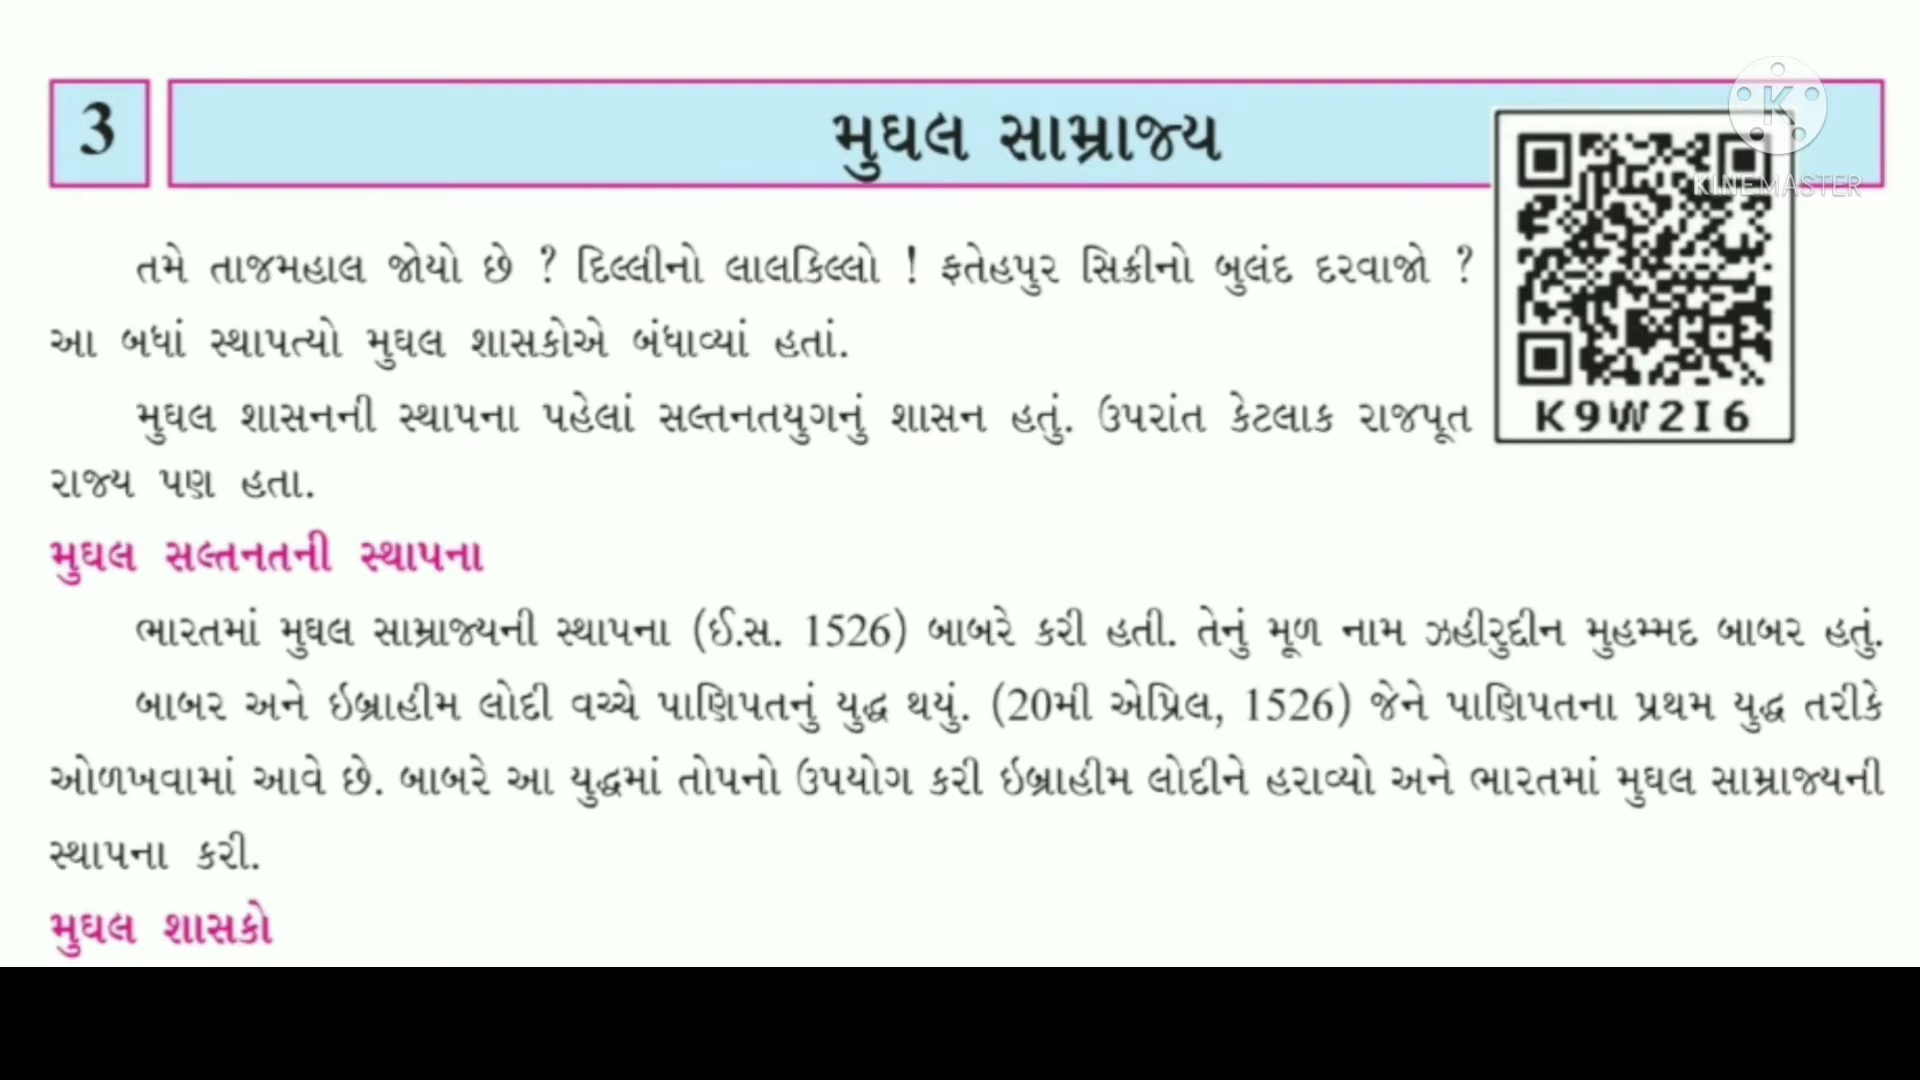 3
મુઘલ સામ્રાજ્ય
K
KINEMASTER
તમે તાજમહાલ જોયો છે ? દિલ્લીનો લાલકિલ્લો ! ફતેહપુર સિક્રીનો બુલંદ દરવાજો ?
આ બધાં સ્થાપત્યો મુઘલ શાસકોએ બંધાવ્યાં હતાં.
મુઘલ શાસનની સ્થાપના પહેલાં સલ્તનતયુગનું શાસન હતું. ઉપરાંત કેટલાક રાજપૂત
K9W2I6
રાજ્ય પણ હતા.
મુઘલ સલ્તનતની સ્થાપના
ભારતમાં મુઘલ સામ્રાજ્યની સ્થાપના (ઈ.સ. 1526) બાબરે કરી હતી. તેનું મૂળ નામ ઝહીરુદ્દીન મુહમ્મદ બાબર હતું.
બાબર અને ઇબ્રાહીમ લોદી વચ્ચે પાણિપતનું યુદ્ધ થયું. (20મી એપ્રિલ, 1526) જેને પાણિપતના પ્રથમ યુદ્ધ તરીકે
ઓળખવામાં આવે છે. બાબરે આ યુદ્ધમાં તોપનો ઉપયોગ કરી ઇબ્રાહીમ લોદીને હરાવ્યો અને ભારતમાં મુઘલ સામ્રાજ્યની
સ્થાપના કરી.
મુઘલ શાસકો